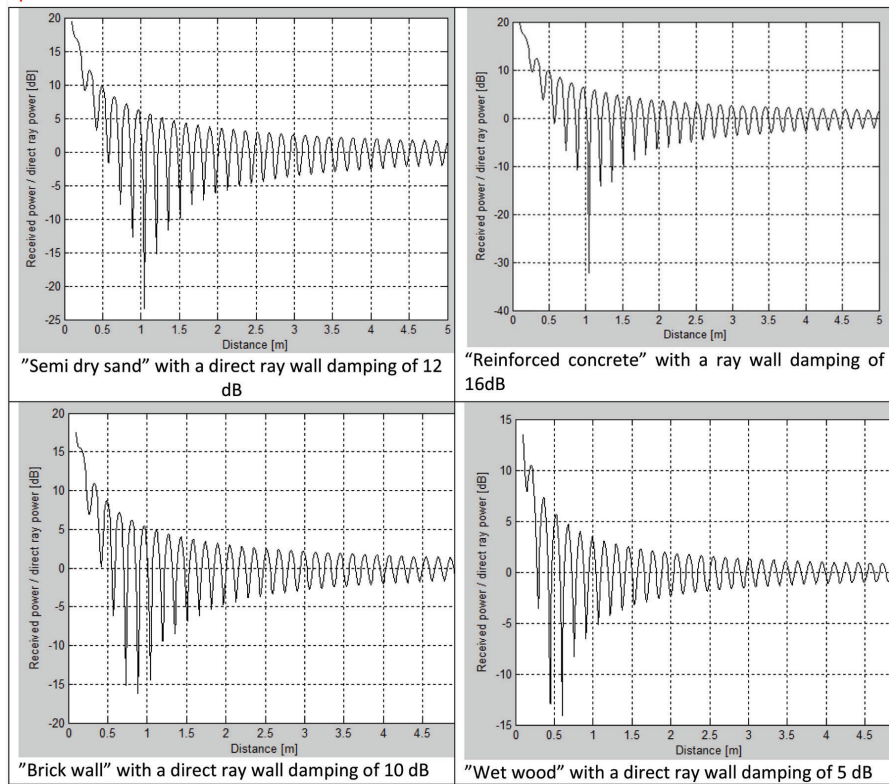 20
15
10
5
0
-5
-10
-15
-20
-25
Received power / direct ray power [dB]
0 0.5 1 1.5 2 2.5 3 3.5 4 4.5 5
Distance [m]
”Semi dry sand” with a direct ray wall damping of 12
dB
20
10
0
-10
-20
-30
-40
Received power / direct ray power [dB]
0 0.5 1 1.5 2 2.5 3 3.5 4 4.5 5
Distance [m]
“Reinforced concrete” with a ray wall damping of
16dB
20
15
10
5
0
-5
-10
-15
-20
Received power / direct ray power [dB]
0 0.5 1 1.5 2 2.5 3 3.5 4 4.5
Distance [m]
”Brick wall” with a direct ray wall damping of 10 dB
15
10
5
0
-5
-10
-15
Received power / direct ray power [dB]
0 0.5 1 1.5 2 2.5 3 3.5 4 4.5
Distance [m]
”Wet wood” with a direct ray wall damping of 5 dB